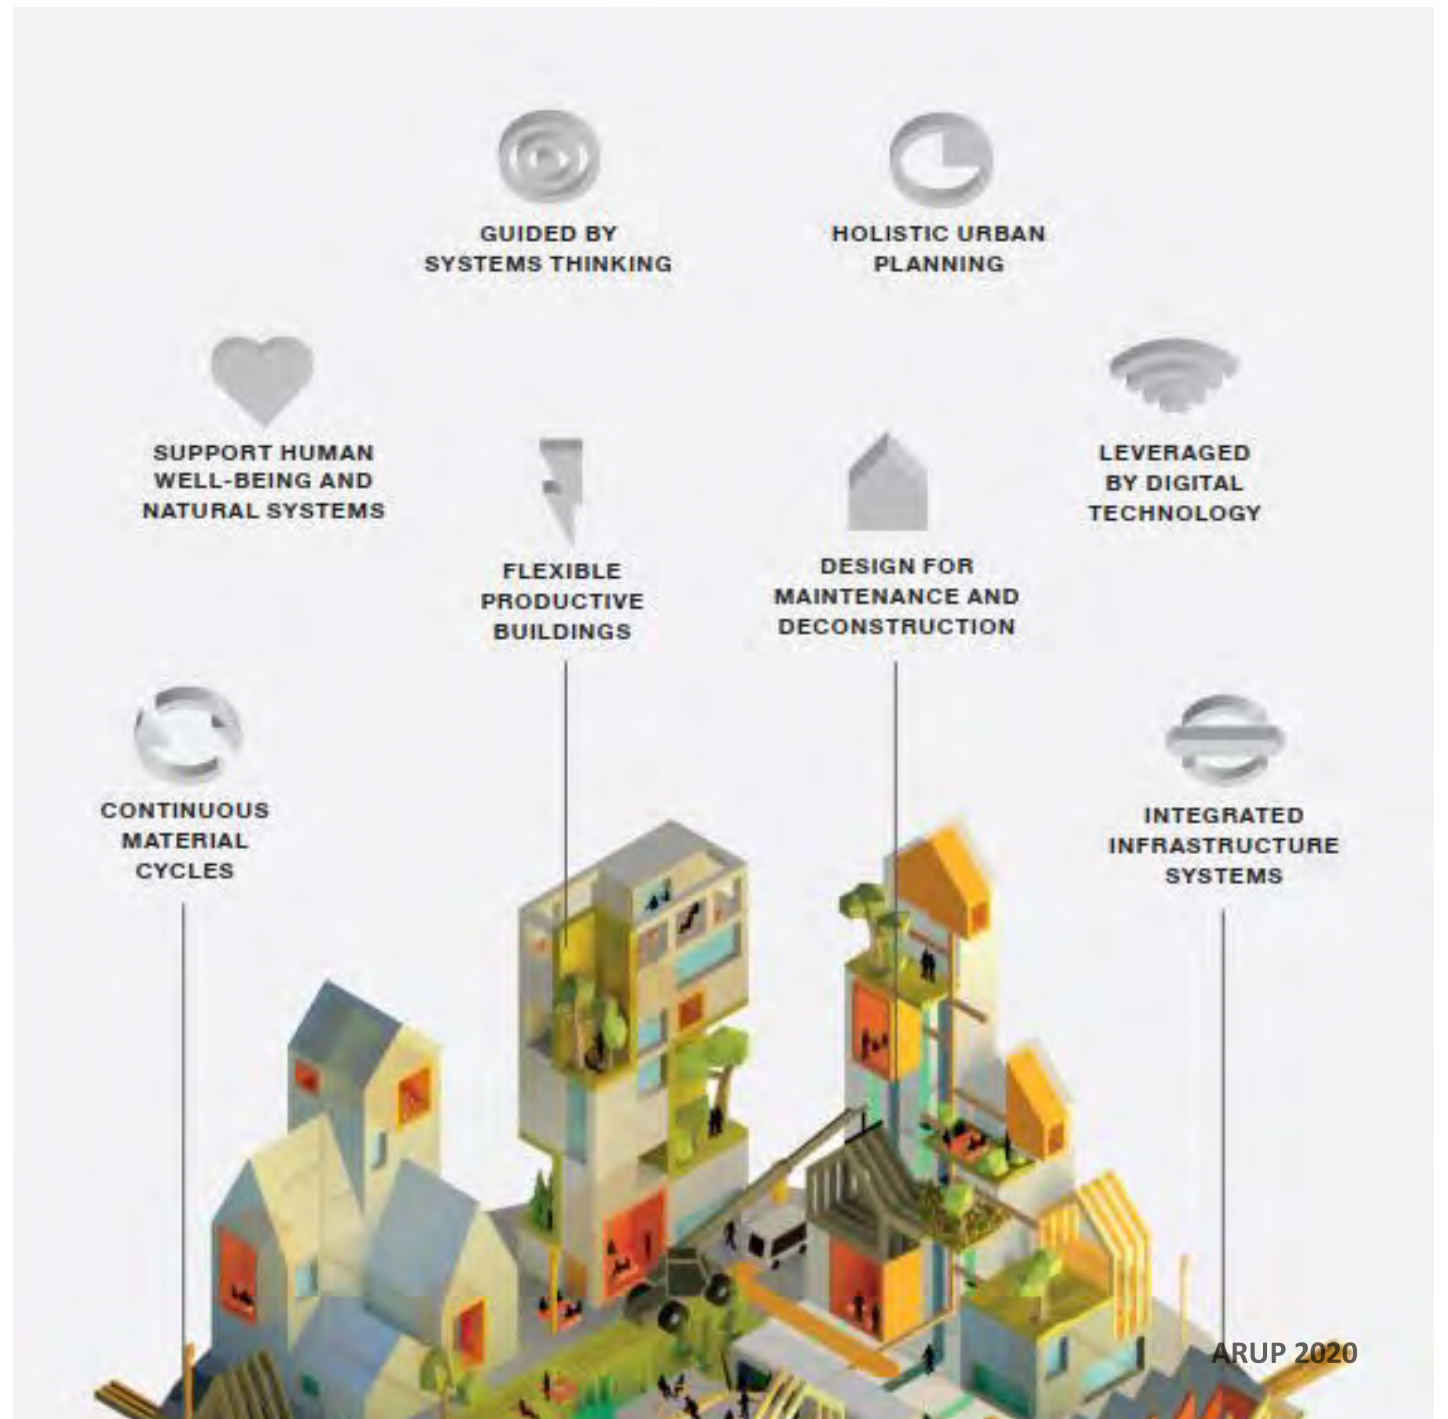 GUIDED BY
SYSTEMS THINKING
HOLISTIC URBAN
PLANNING
SUPPORT HUMAN
WELL-BEING AND
NATURAL SYSTEMS
LEVERAGED
BY DIGITAL
TECHNOLOGY
FLEXIBLE
PRODUCTIVE
BUILDINGS
DESIGN FOR
MAINTENANCE AND
DECONSTRUCTION
CONTINUOUS
MATERIAL
CYCLES
INTEGRATED
INFRASTRUCTURE
SYSTEMS
ARUP 2020